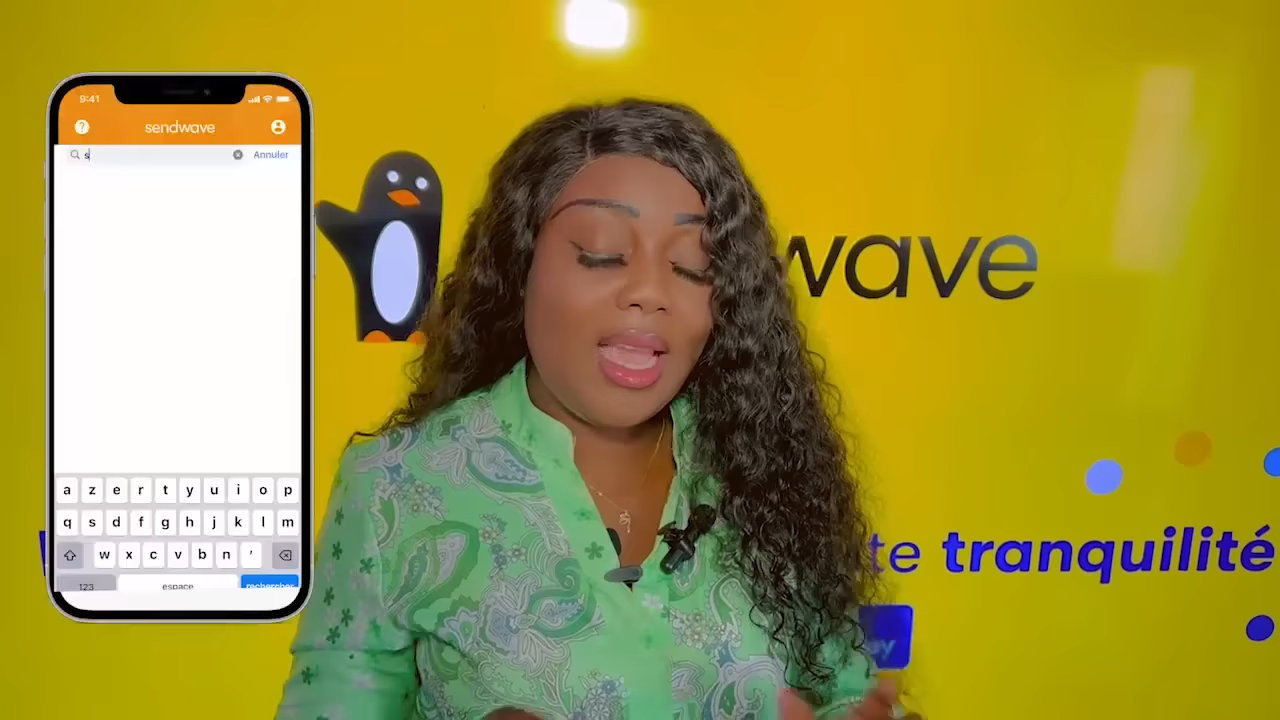 9:41
sendwave
s
Annuler
a z e r t y u i o p
q s d f g h j k l m
w x c v b n '
123 espace rechercher
wave
te tranquilité